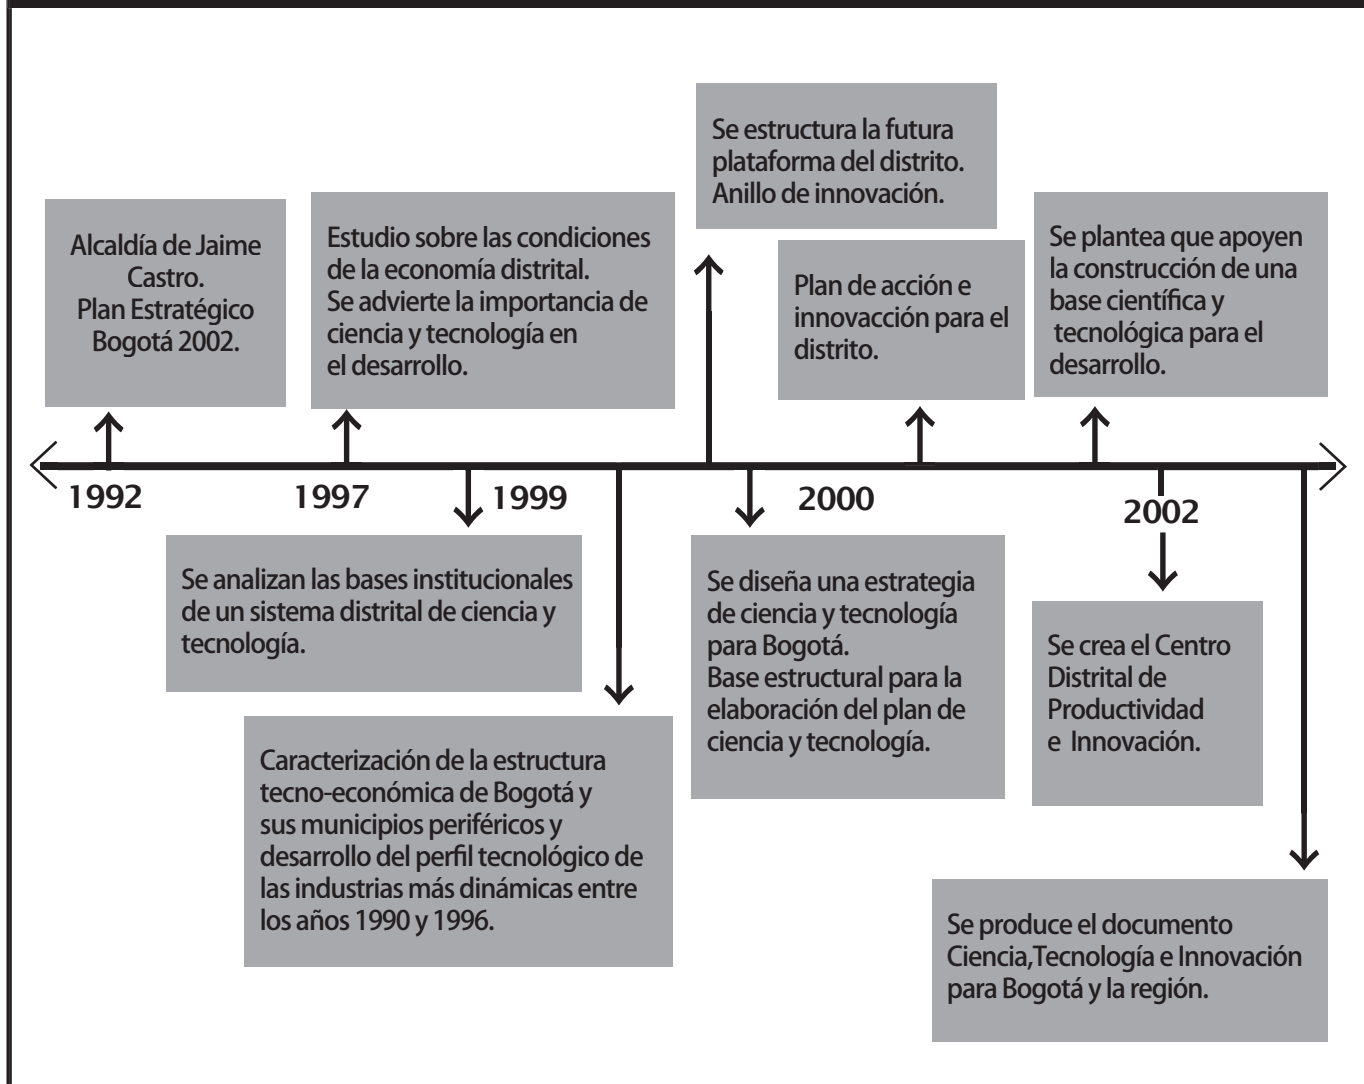 Se estructura la futura
plataforma del distrito.
Anillo de innovación.
Alcaldía de Jaime
Castro.
Plan Estratégico
Bogotá 2002.
Estudio sobre las condiciones
de la economía distrital.
Se advierte la importancia de
ciencia y tecnología en
el desarrollo.
Plan de acción e
innovacción para el
distrito.
Se plantea que apoyen
la construcción de una
base científica y
tecnológica para el
desarrollo.
1992
1997
1999
2000
2002
Se analizan las bases institucionales
de un sistema distrital de ciencia y
tecnología.
Caracterización de la estructura
tecno-económica de Bogotá y
sus municipios periféricos y
desarrollo del perfil tecnológico de
las industrias más dinámicas entre
los años 1990 y 1996.
Se diseña una estrategia
de ciencia y tecnología
para Bogotá.
Base estructural para la
elaboración del plan de
ciencia y tecnología.
Se crea el Centro
Distrital de
Productividad
e Innovación.
Se produce el documento
Ciencia,Tecnología e Innovación
para Bogotá y la región.